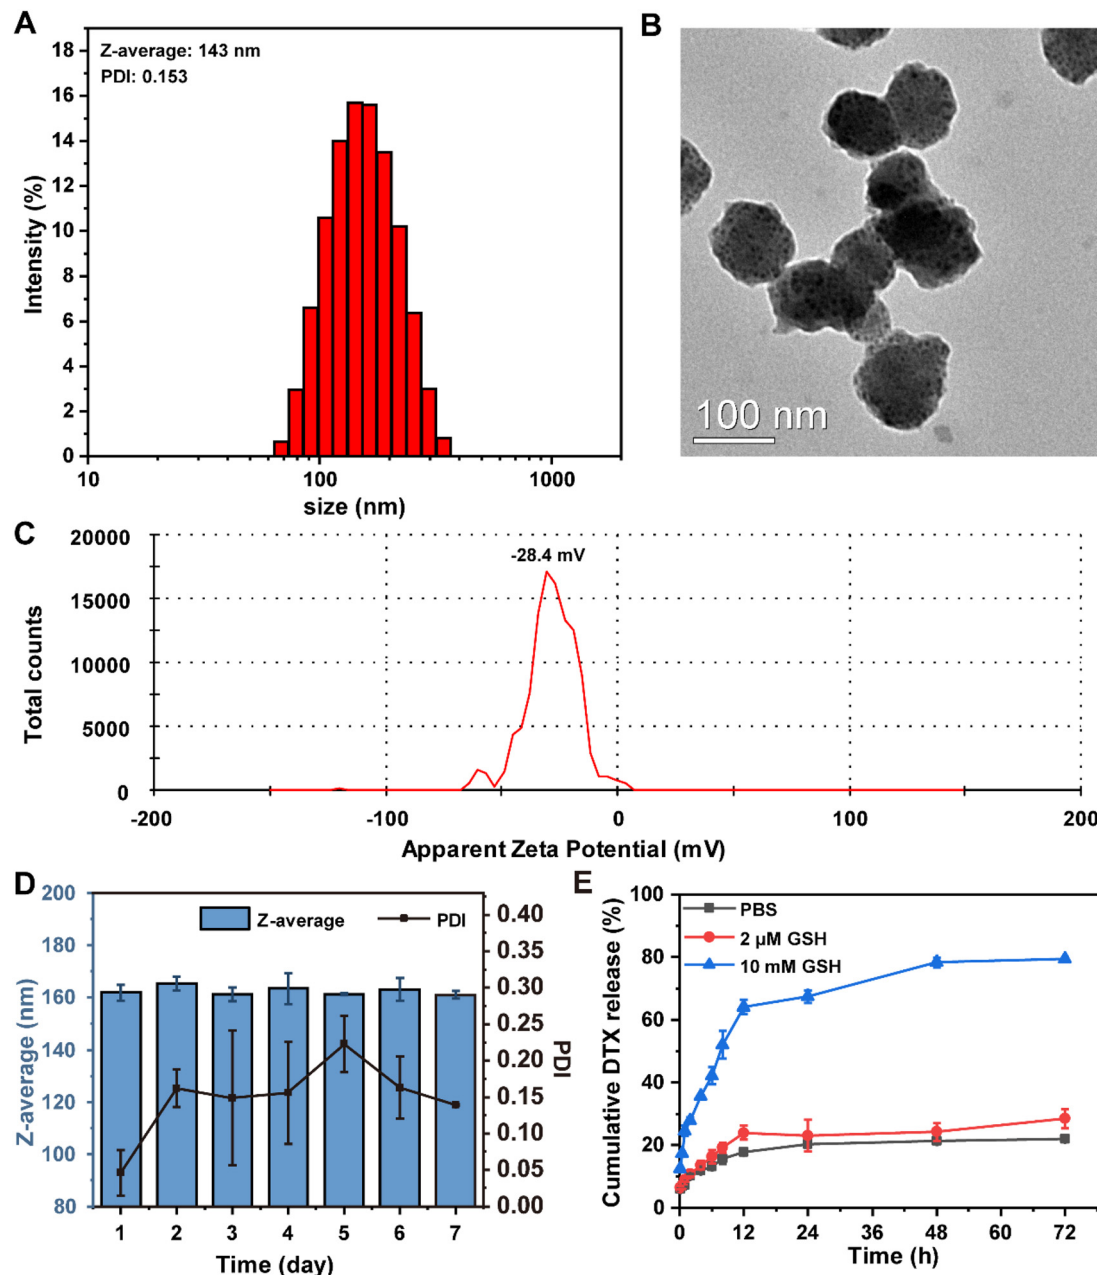 A
Z-average: 143 nm
PDI: 0.153
18
16
14
12
10
8
6
4
2
0
Intensity (%)
10 100 1000
size (nm)
B
100 nm
C
-28.4 mV
20000
15000
10000
5000
0
Total counts
-200 -100 0 100 200
Apparent Zeta Potential (mV)
D
Z-average PDI
200
180
160
140
120
100
80
Z-average (nm)
0.40
0.35
0.30
0.25
0.20
0.15
0.10
0.05
0.00
PDI
1 2 3 4 5 6 7
Time (day)
E
PBS
2 µM GSH
10 mM GSH
100
80
60
40
20
0
Cumulative DTX release (%)
0 12 24 36 48 60 72
Time (h)